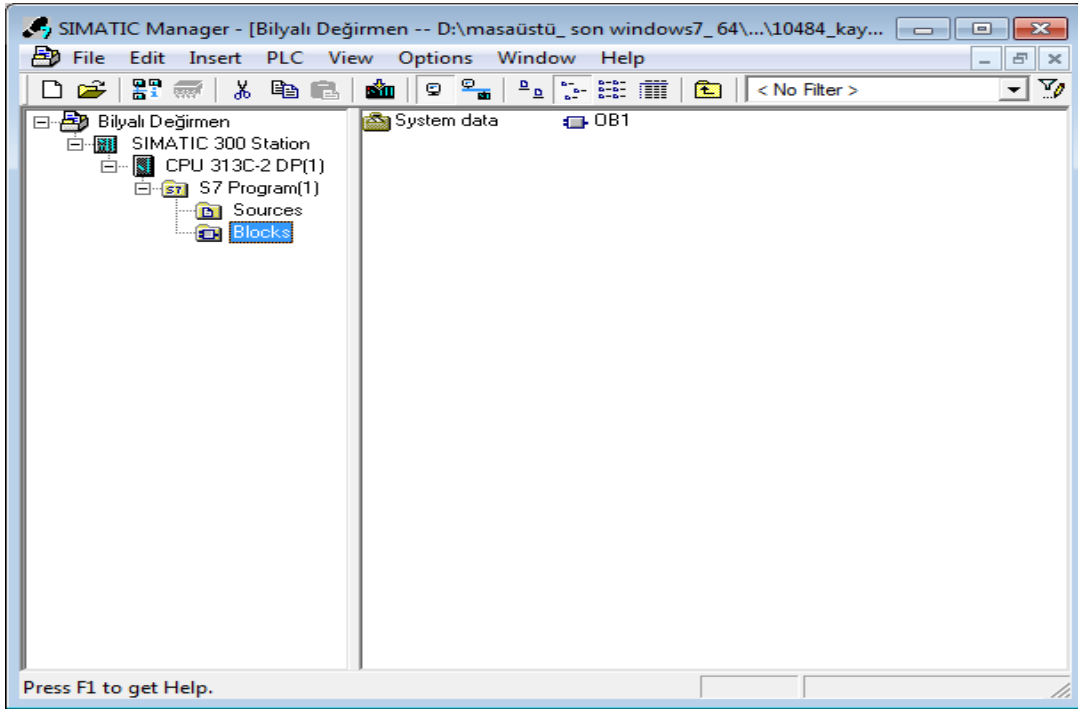 SIMATIC Manager - [Bilyalı Değirmen -- D:\masaüstü_ son windows7_ 64\...\10484_kay...
File Edit Insert PLC View Options Window Help
< No Filter >
Bilyalı Değirmen
SIMATIC 300 Station
CPU 313C-2 DP(1)
S7 Program(1)
Sources
Blocks
System data OB1
Press F1 to get Help.